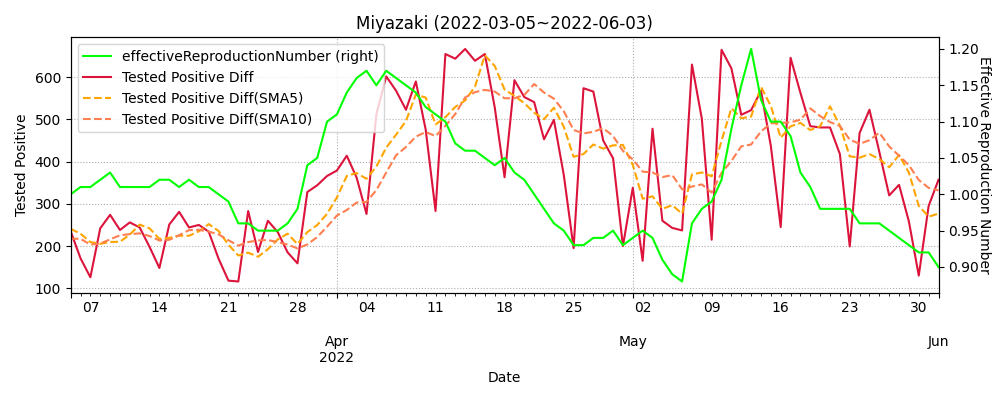 Miyazaki (2022-03-05~2022-06-03)
effectiveReproductionNumber (right)
Tested Positive Diff
Tested Positive Diff(SMA5)
Tested Positive Diff(SMA10)
Tested Positive
600
500
400
300
200
100
1.20
1.15
1.10
1.05
1.00
0.95
0.90
Effective Reproduction Number
07 14 21 28 04 11 18 25 02 09 16 23 30
Apr May Jun
2022
Date